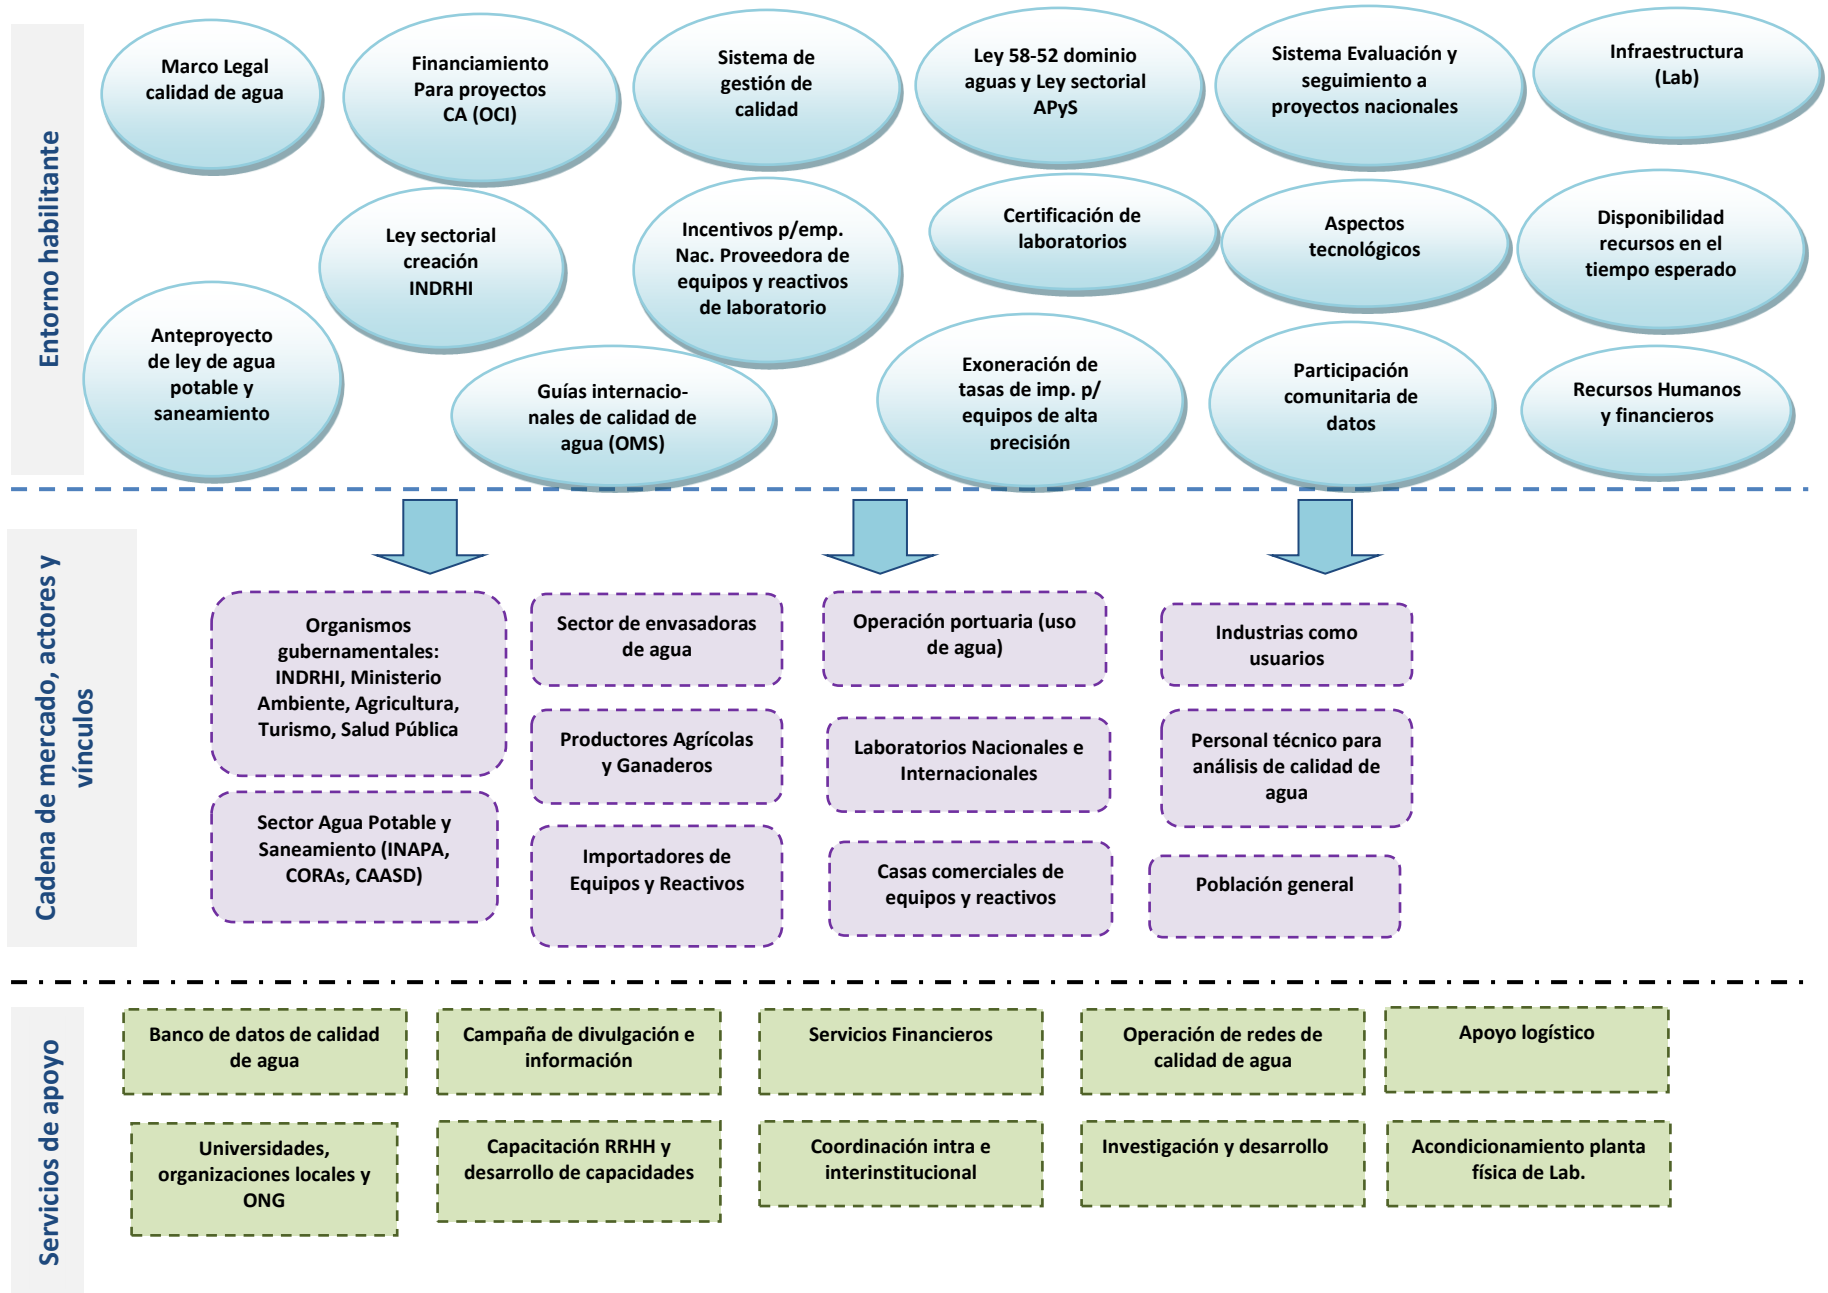 Entorno habilitante
Marco Legal
calidad de agua
Financiamiento
Para proyectos
CA (OCI)
Sistema de
gestión de
calidad
Ley 58-52 dominio
aguas y Ley sectorial
APyS
Sistema Evaluación y
seguimiento a
proyectos nacionales
Infraestructura
(Lab)
Ley sectorial
creación
INDRHI
Incentivos p/emp.
Nac. Proveedora de
equipos y reactivos
de laboratorio
Certificación de
laboratorios
Aspectos
tecnológicos
Disponibilidad
recursos en el
tiempo esperado
Anteproyecto
de ley de agua
potable y
saneamiento
Guías internacio-
nales de calidad de
agua (OMS)
Exoneración de
tasas de imp. p/
equipos de alta
precisión
Participación
comunitaria de
datos
Recursos Humanos
y financieros
Cadena de mercado, actores y
vínculos
Organismos
gubernamentales:
INDRHI, Ministerio
Ambiente, Agricultura,
Turismo, Salud Pública
Sector de envasadoras
de agua
Operación portuaria (uso
de agua)
Industrias como
usuarios
Productores Agrícolas
y Ganaderos
Laboratorios Nacionales e
Internacionales
Personal técnico para
análisis de calidad de
agua
Sector Agua Potable y
Saneamiento (INAPA,
CORAs, CAASD)
Importadores de
Equipos y Reactivos
Casas comerciales de
equipos y reactivos
Población general
Servicios de apoyo
Banco de datos de calidad
de agua
Campaña de divulgación e
información
Servicios Financieros
Operación de redes de
calidad de agua
Apoyo logístico
Universidades,
organizaciones locales y
ONG
Capacitación RRHH y
desarrollo de capacidades
Coordinación intra e
interinstitucional
Investigación y desarrollo
Acondicionamiento planta
física de Lab.